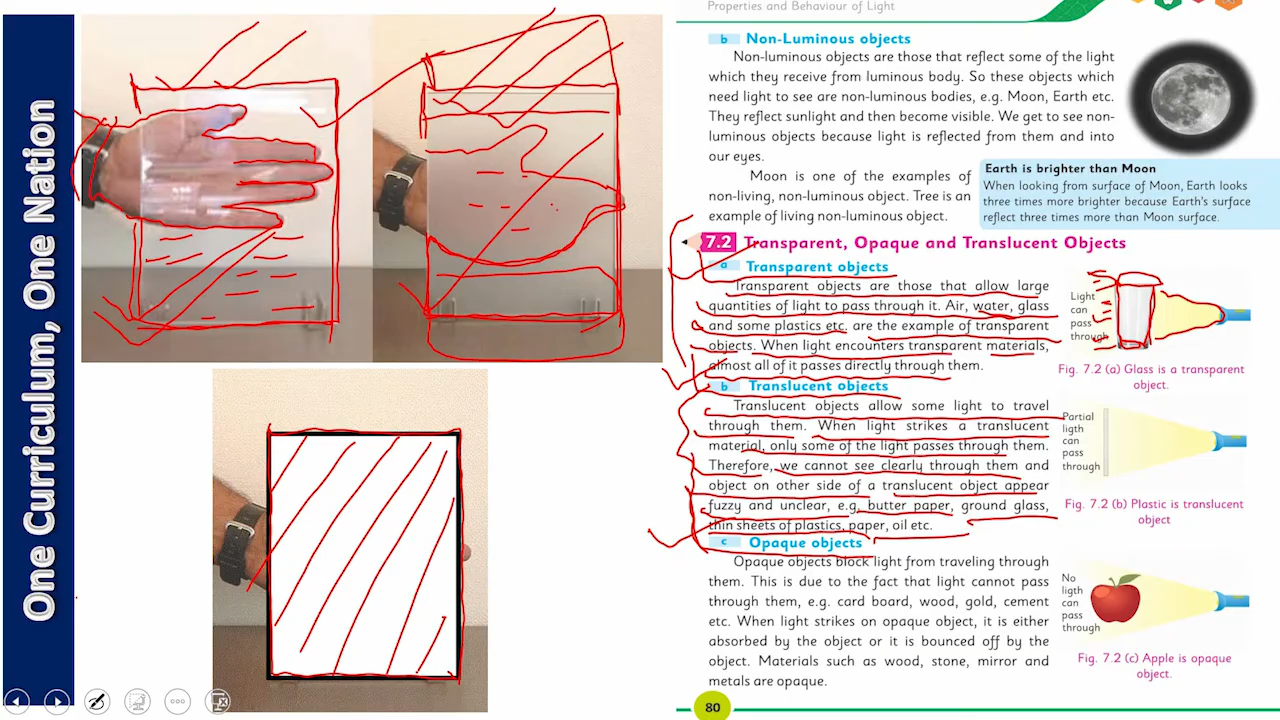 One Curriculum, One Nation
Properties and Behaviour of Light
b Non-Luminous objects
Non-luminous objects are those that reflect some of the light
which they receive from luminous body. So these objects which
need light to see are non-luminous bodies, e.g. Moon, Earth etc.
They reflect sunlight and then become visible. We get to see non-
luminous objects because light is reflected from them and into
our eyes.
Moon is one of the examples of
non-living, non-luminous object. Tree is an
example of living non-luminous object.
Earth is brighter than Moon
When looking from surface of Moon, Earth looks
three times more brighter because Earth's surface
reflect three times more than Moon surface.
7.2 Transparent, Opaque and Translucent Objects
a Transparent objects
Transparent objects are those that allow large
quantities of light to pass through it. Air, water, glass
and some plastics etc. are the example of transparent
objects. When light encounters transparent materials,
almost all of it passes directly through them.
Light
can
pass
through
Fig. 7.2 (a) Glass is a transparent
object.
b Translucent objects
Translucent objects allow some light to travel
through them. When light strikes a translucent
material, only some of the light passes through them.
Therefore, we cannot see clearly through them and
object on other side of a translucent object appear
fuzzy and unclear, e.g. butter paper, ground glass,
thin sheets of plastics, paper, oil etc.
Partial
ligth
can
pass
through
Fig. 7.2 (b) Plastic is translucent
object
c Opaque objects
Opaque objects block light from traveling through
them. This is due to the fact that light cannot pass
through them, e.g. card board, wood, gold, cement
etc. When light strikes on opaque object, it is either
absorbed by the object or it is bounced off by the
object. Materials such as wood, stone, mirror and
metals are opaque.
No
ligth
can
pass
through
Fig. 7.2 (c) Apple is opaque
object.
80